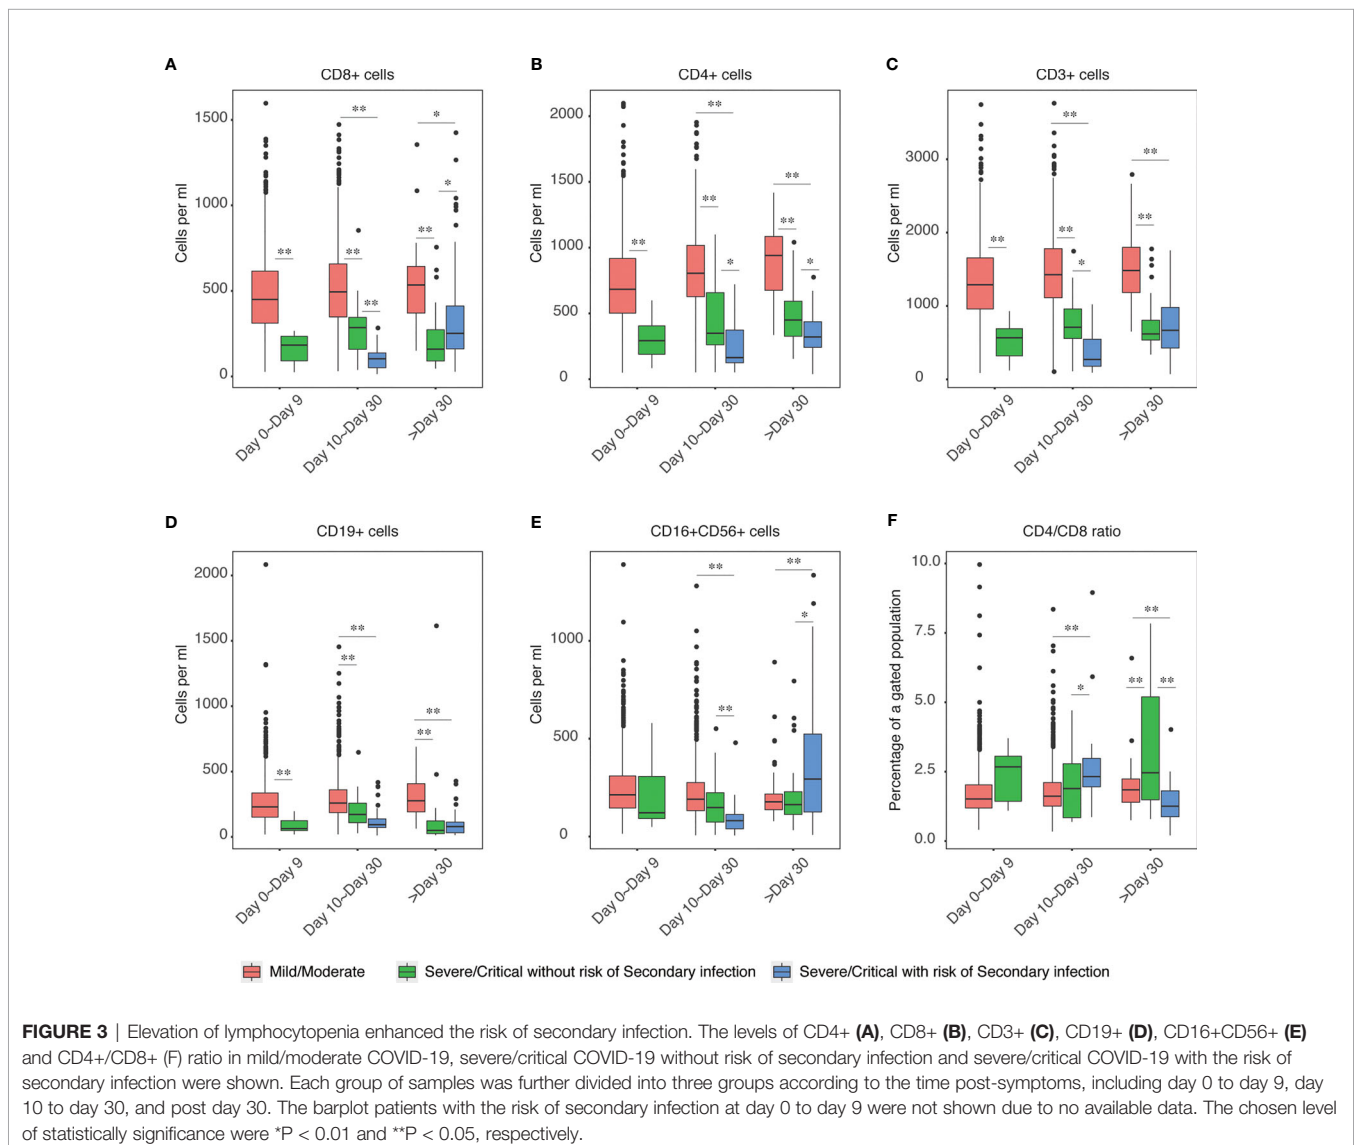 A
CD8+ cells
Cells per ml
1500
1000
500
0
**
**
*
*
**
**
**
Day 0~Day 9
Day 10~Day 30
>Day 30
B
CD4+ cells
Cells per ml
2000
1500
1000
500
0
**
**
**
**
**
*
*
Day 0~Day 9
Day 10~Day 30
>Day 30
C
CD3+ cells
Cells per ml
3000
2000
1000
0
**
**
**
**
**
*
Day 0~Day 9
Day 10~Day 30
>Day 30
D
CD19+ cells
Cells per ml
2000
1500
1000
500
0
**
**
**
**
**
Day 0~Day 9
Day 10~Day 30
>Day 30
E
CD16+CD56+ cells
Cells per ml
1000
500
0
**
**
*
**
Day 0~Day 9
Day 10~Day 30
>Day 30
F
CD4/CD8 ratio
Percentage of a gated population
10.0
7.5
5.0
2.5
0.0
**
**
*
**
**
Day 0~Day 9
Day 10~Day 30
>Day 30
Mild/Moderate
Severe/Critical without risk of Secondary infection
Severe/Critical with risk of Secondary infection
FIGURE 3 | Elevation of lymphocytopenia enhanced the risk of secondary infection. The levels of CD4+ (A), CD8+ (B), CD3+ (C), CD19+ (D), CD16+CD56+ (E)
and CD4+/CD8+ (F) ratio in mild/moderate COVID-19, severe/critical COVID-19 without risk of secondary infection and severe/critical COVID-19 with the risk of
secondary infection were shown. Each group of samples was further divided into three groups according to the time post-symptoms, including day 0 to day 9, day
10 to day 30, and post day 30. The barplot patients with the risk of secondary infection at day 0 to day 9 were not shown due to no available data. The chosen level
of statistically significance were *P < 0.01 and **P < 0.05, respectively.